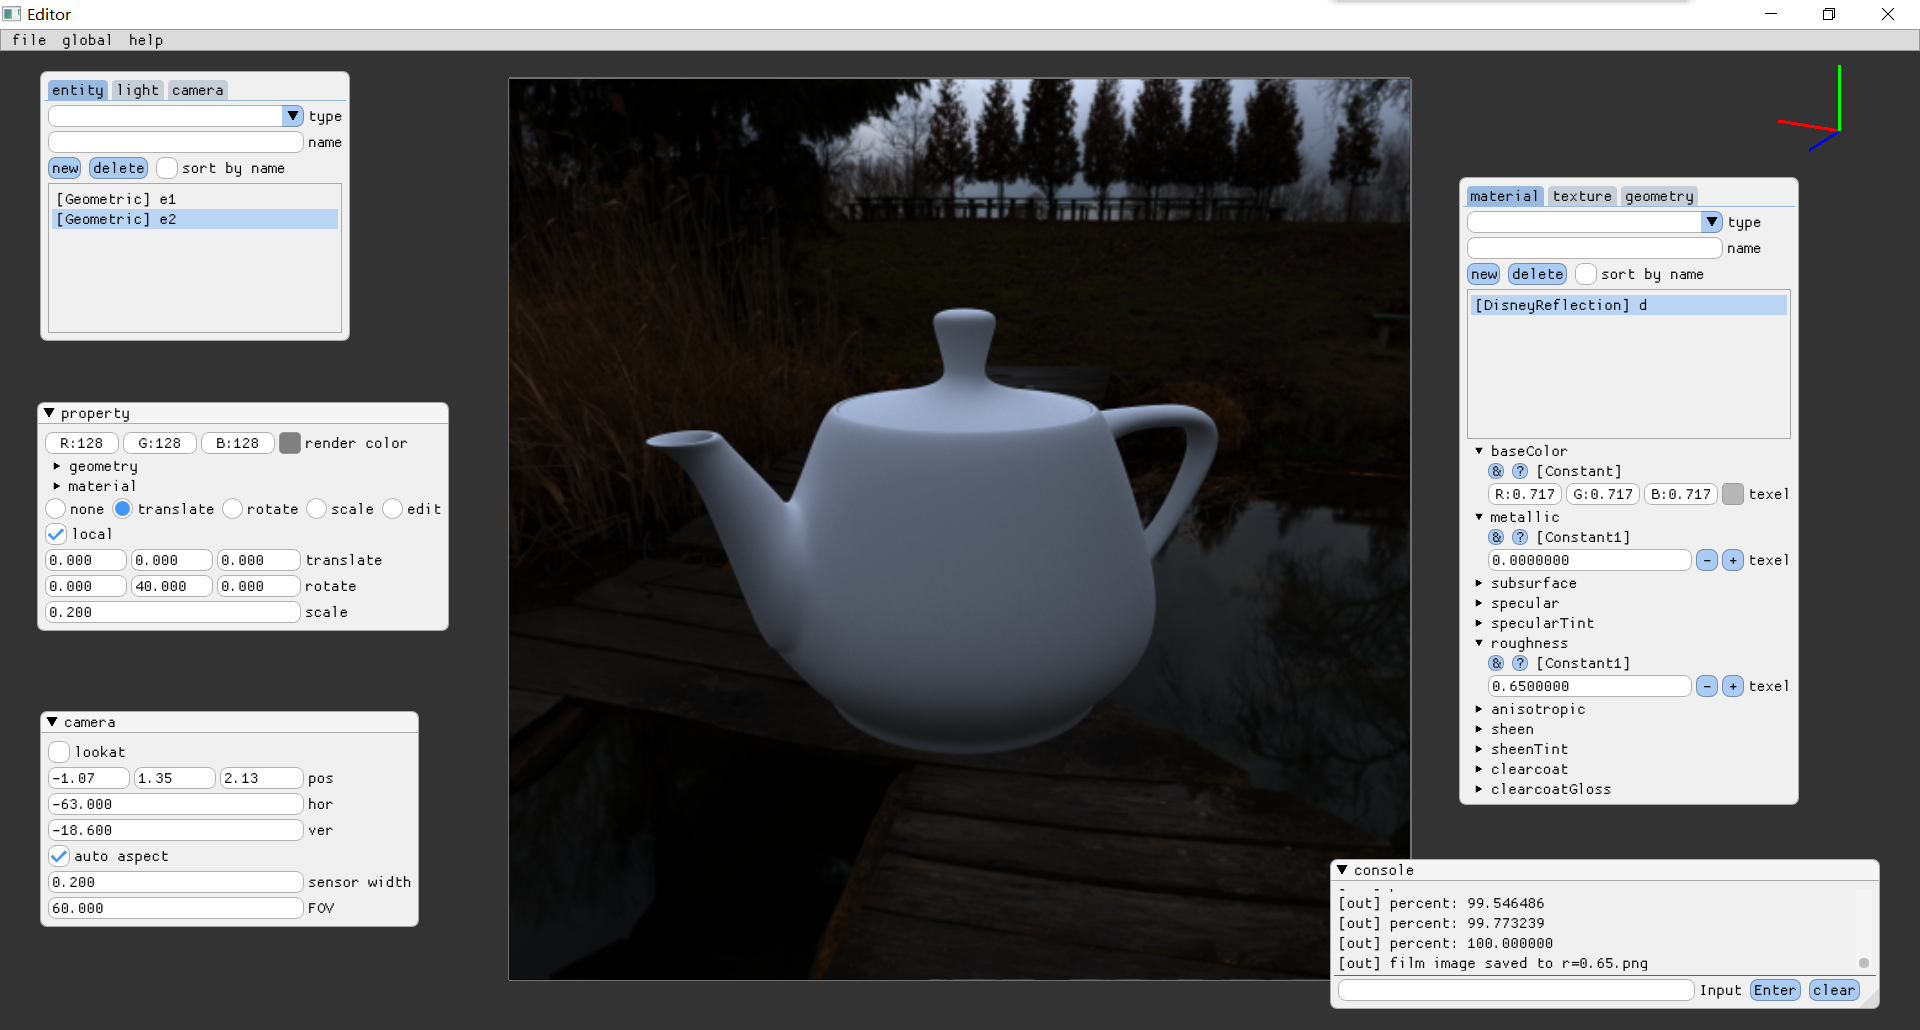 Editor
file global help
entity light camera
type
name
new delete sort by name
[Geometric] e1
[Geometric] e2
property
R:128 G:128 B:128 render color
geometry
material
none translate rotate scale edit
local
0.000 0.000 0.000 translate
0.000 40.000 0.000 rotate
0.200 scale
camera
lookat
-1.07 1.35 2.13 pos
-63.000 hor
-18.600 ver
auto aspect
0.200 sensor width
60.000 FOV
material texture geometry
type
name
new delete sort by name
[DisneyReflection] d
baseColor
& ? [Constant]
R:0.717 G:0.717 B:0.717 texel
metallic
& ? [Constant1]
0.0000000 - + texel
subsurface
specular
specularTint
roughness
& ? [Constant1]
0.6500000 - + texel
anisotropic
sheen
sheenTint
clearcoat
clearcoatGloss
console
[out] percent: 99.546486
[out] percent: 99.773239
[out] percent: 100.000000
[out] film image saved to r=0.65.png
Input Enter clear